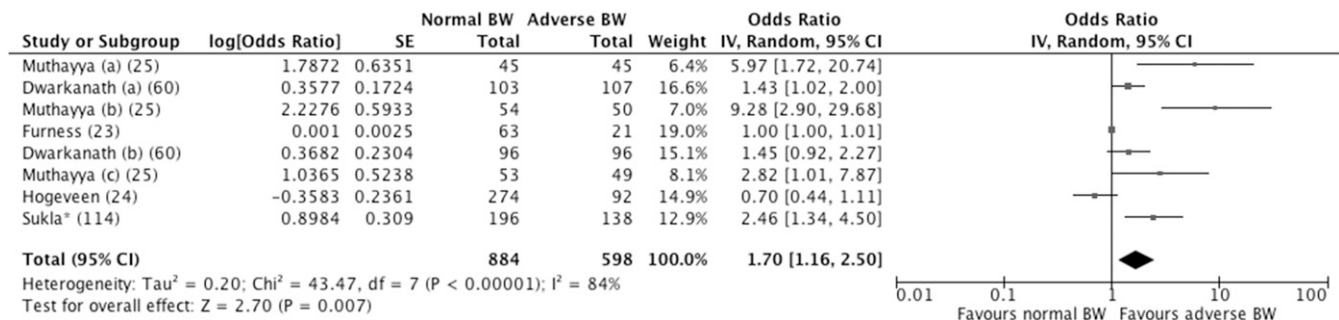 Normal BW Adverse BW Odds Ratio Odds Ratio
Study or Subgroup log[Odds Ratio] SE Total Total Weight IV, Random, 95% CI IV, Random, 95% CI
Muthayya (a) (25) 1.7872 0.6351 45 45 6.4% 5.97 [1.72, 20.74]
Dwarkanath (a) (60) 0.3577 0.1724 103 107 16.6% 1.43 [1.02, 2.00]
Muthayya (b) (25) 2.2276 0.5933 54 50 7.0% 9.28 [2.90, 29.68]
Furness (23) 0.001 0.0025 63 21 19.0% 1.00 [1.00, 1.01]
Dwarkanath (b) (60) 0.3682 0.2304 96 96 15.1% 1.45 [0.92, 2.27]
Muthayya (c) (25) 1.0365 0.5238 53 49 8.1% 2.82 [1.01, 7.87]
Hogeveen (24) −0.3583 0.2361 274 92 14.9% 0.70 [0.44, 1.11]
Sukla* (114) 0.8984 0.309 196 138 12.9% 2.46 [1.34, 4.50]
Total (95% CI) 884 598 100.0% 1.70 [1.16, 2.50]
Heterogeneity: Tau² = 0.20; Chi² = 43.47, df = 7 (P < 0.00001); I² = 84%
Test for overall effect: Z = 2.70 (P = 0.007)
0.01 0.1 1 10 100
Favours normal BW Favours adverse BW